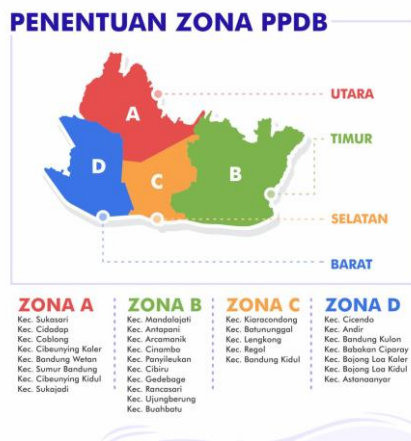 PENENTUAN ZONA PPDB
A
B
C
D
UTARA
TIMUR
SELATAN
BARAT
ZONA A
Kec. Sukasari
Kec. Cidadap
Kec. Coblong
Kec. Cibeunying Kaler
Kec. Bandung Wetan
Kec. Sumur Bandung
Kec. Cibeunying Kidul
Kec. Sukajadi
ZONA B
Kec. Mandalajati
Kec. Antapani
Kec. Arcamanik
Kec. Cinambo
Kec. Panyileukan
Kec. Cibiru
Kec. Gedebage
Kec. Rancasari
Kec. Ujungberung
Kec. Buahbatu
ZONA C
Kec. Kiaracondong
Kec. Batununggal
Kec. Lengkong
Kec. Regol
Kec. Bandung Kidul
ZONA D
Kec. Cicendo
Kec. Andir
Kec. Bandung Kulon
Kec. Babakan Ciparay
Kec. Bojong Loa Kaler
Kec. Bojong Loa Kidul
Kec. Astanaanyar